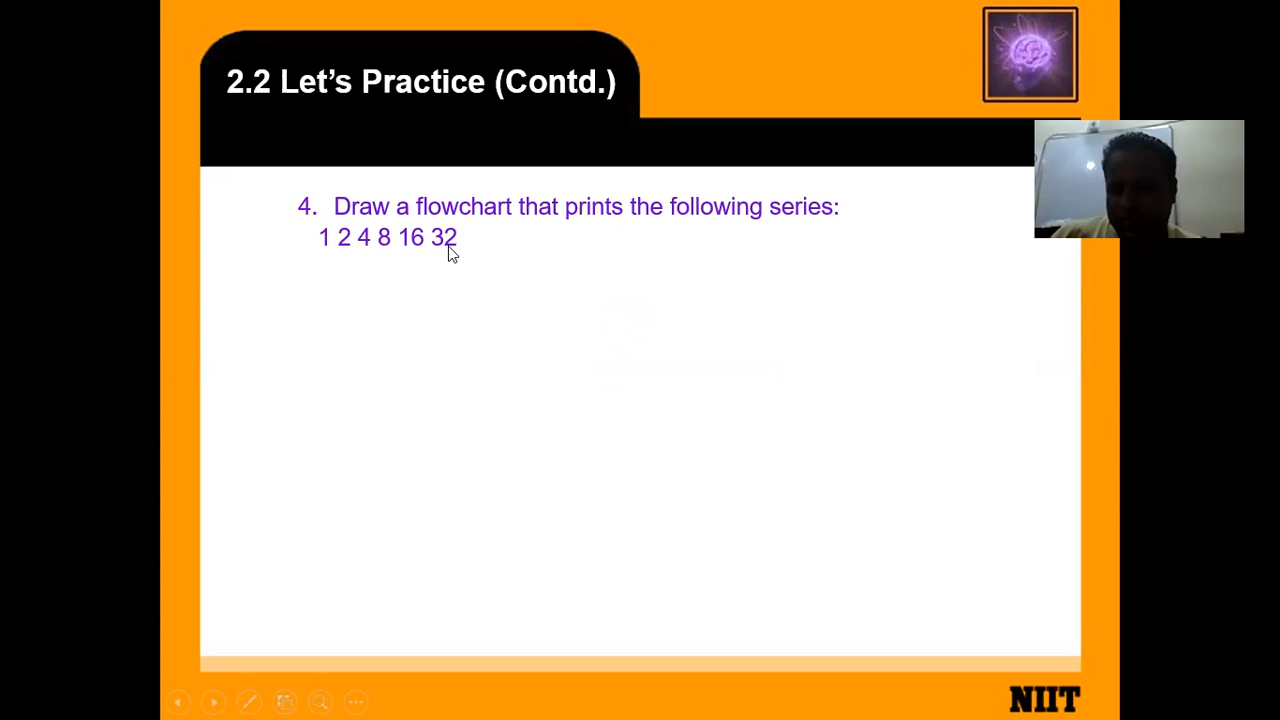 2.2 Let's Practice (Contd.)
4. Draw a flowchart that prints the following series:
1 2 4 8 16 32
NIIT